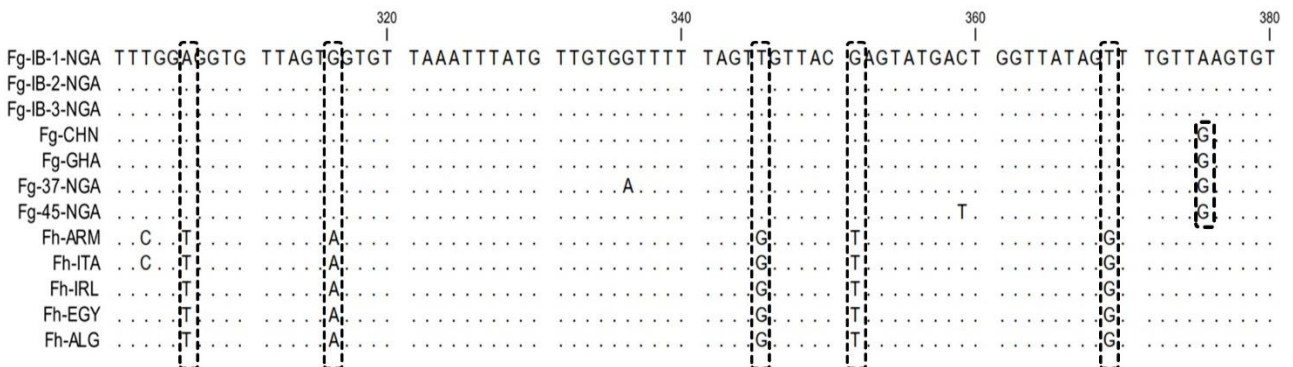 320 340 360 380
Fg-IB-1-NGA TTTGGAGGTG TTAGTGGTGT TAAATTTATG TTGTGGTTTT TAGTTGTTAC GAGTATGACT GGTTATAGTT TGTTAAGTGT
Fg-IB-2-NGA .......... .......... .......... .......... .......... .......... .......... ..........
Fg-IB-3-NGA .......... .......... .......... .......... .......... .......... .......... ..........
Fg-CHN .......... .......... .......... .......... .......... .......... .......... ....G.....
Fg-GHA .......... .......... .......... .......... .......... .......... .......... ....G.....
Fg-37-NGA .......... .......... .......... .....A.... .......... .......... .......... ....G.....
Fg-45-NGA .......... .......... .......... .......... .......... ........T. .......... ....G.....
Fh-ARM ..C..T.... .....A.... .......... .......... ....G..... T......... ........G. ..........
Fh-ITA ..C..T.... .....A.... .......... .......... ....G..... T......... ........G. ..........
Fh-IRL .....T.... .....A.... .......... .......... ....G..... T......... ........G. ..........
Fh-EGY .....T.... .....A.... .......... .......... ....G..... T......... ........G. ..........
Fh-ALG .....T.... .....A.... .......... .......... ....G..... T......... ........G. ..........